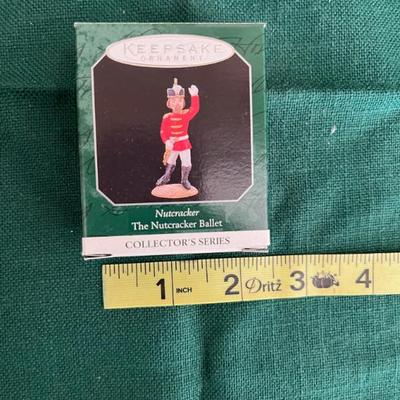 KEEPSAKE
ORNAMENT
Nutcracker
The Nutcracker Ballet
COLLECTOR'S SERIES
1 INCH 2 Dritz 3 4